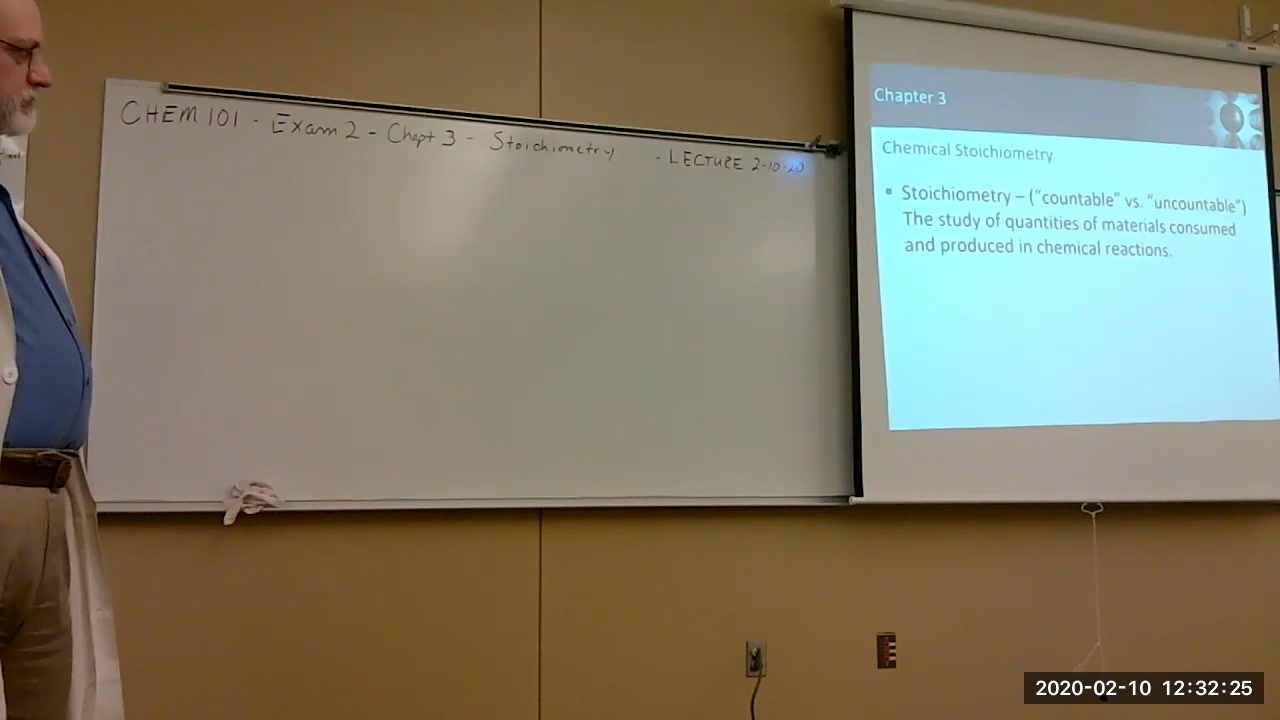 CHEM 101 - Exam 2 - Chapt 3 - Stoichiometry - LECTURE 2-10-20
Chapter 3
Chemical Stoichiometry
▪ Stoichiometry – (“countable” vs. “uncountable”)
The study of quantities of materials consumed
and produced in chemical reactions.
2020-02-10 12:32:25